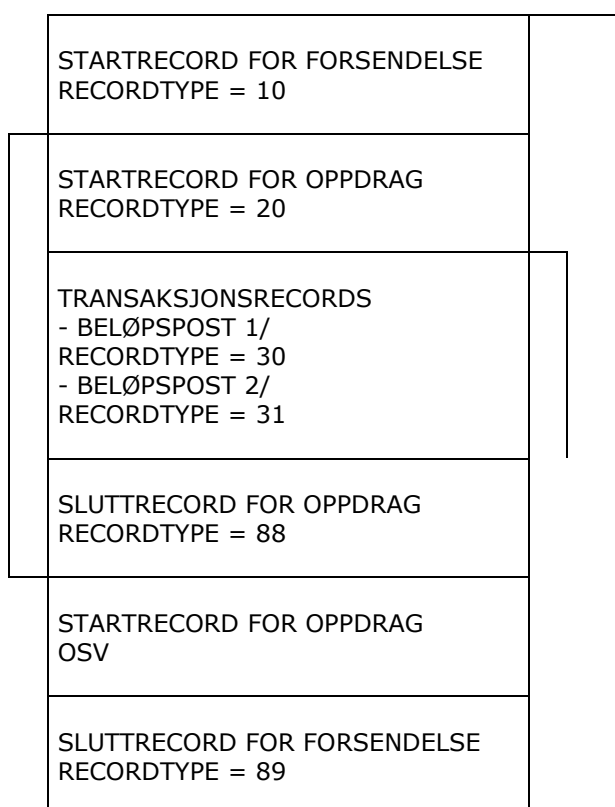 STARTRECORD FOR FORSENDELSE
RECORDTYPE = 10
STARTRECORD FOR OPPDRAG
RECORDTYPE = 20
TRANSAKSJONSRECORDS
- BELØPSPOST 1/
RECORDTYPE = 30
- BELØPSPOST 2/
RECORDTYPE = 31
SLUTTRECORD FOR OPPDRAG
RECORDTYPE = 88
STARTRECORD FOR OPPDRAG
OSV
SLUTTRECORD FOR FORSENDELSE
RECORDTYPE = 89